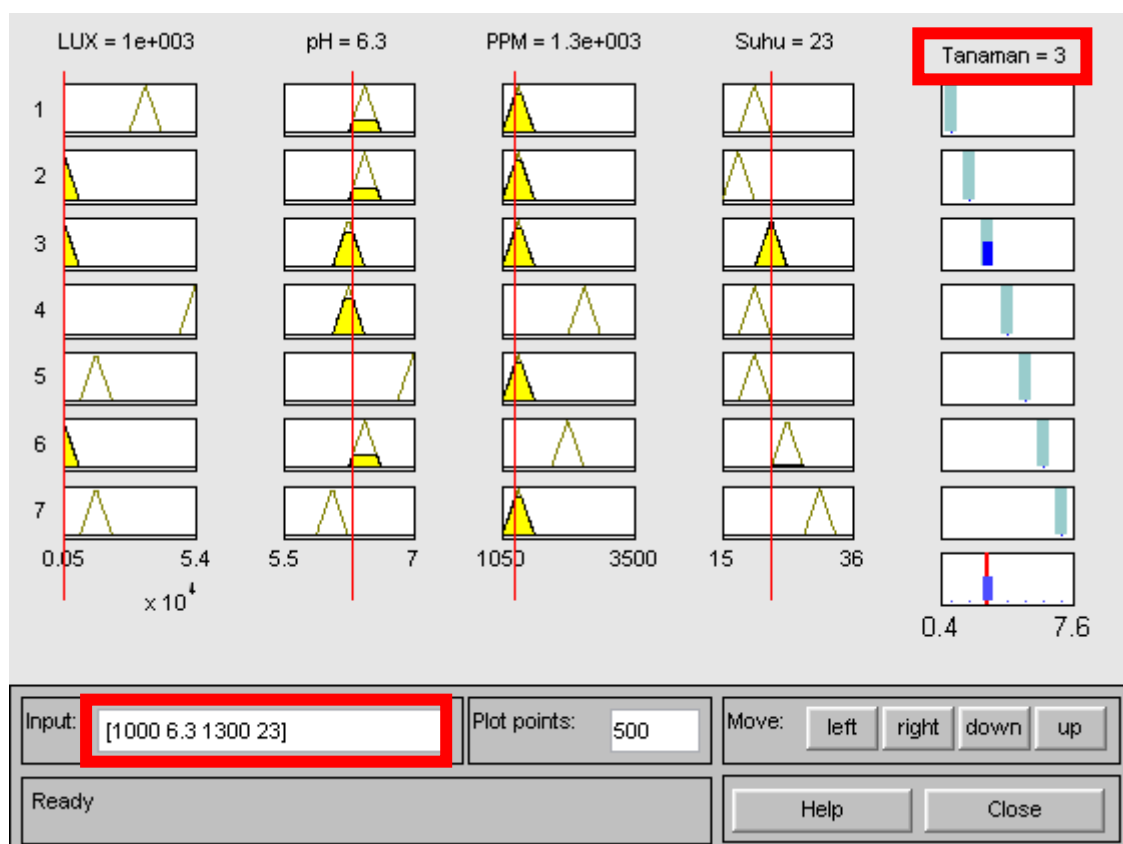 LUX = 1e+003 pH = 6.3 PPM = 1.3e+003 Suhu = 23 Tanaman = 3
1
2
3
4
5
6
7
0.05 5.4 5.5 7 1050 3500 15 36
x 10^4
0.4 7.6
Input: [1000 6.3 1300 23] Plot points: 500 Move: left right down up
Ready Help Close